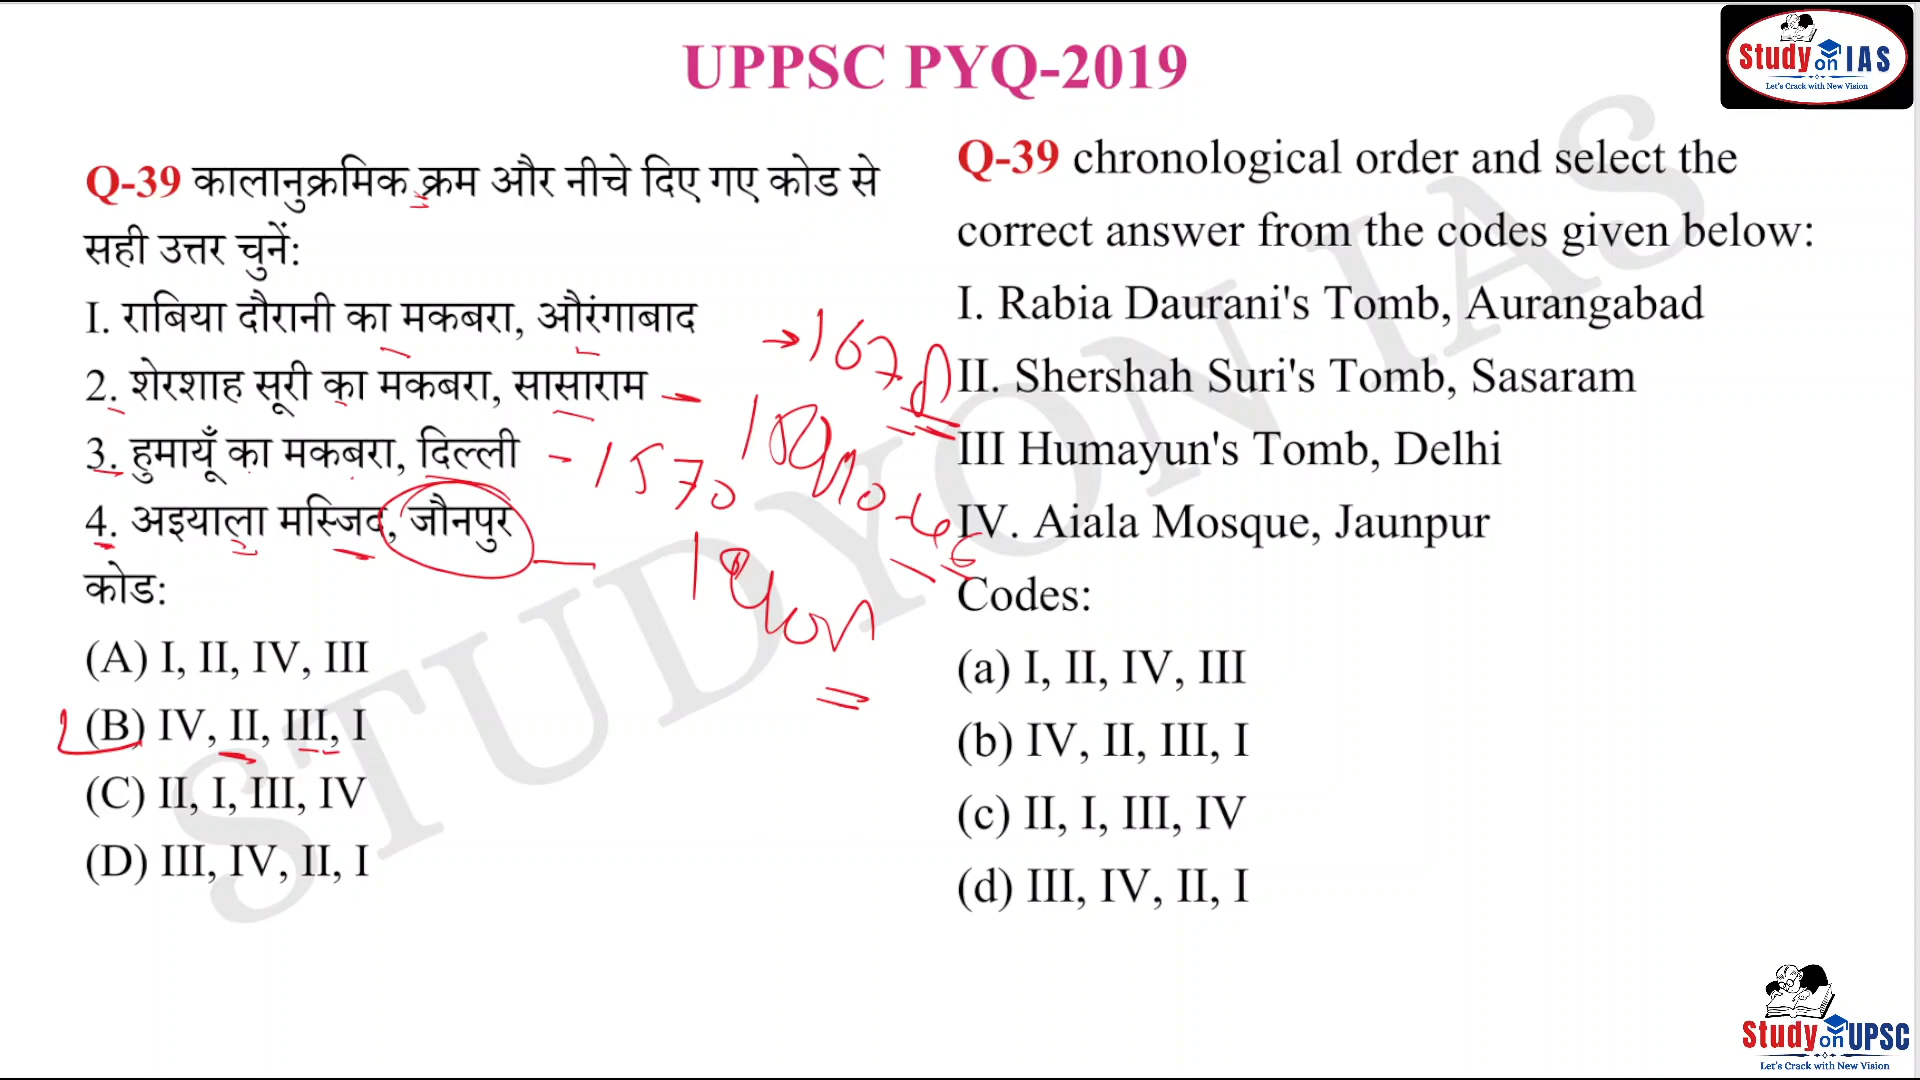 UPPSC PYQ-2019
Study on IAS
Let's Crack with New Vision
Q-39 कालानुक्रमिक क्रम और नीचे दिए गए कोड से
सही उत्तर चुनें:
I. राबिया दौरानी का मकबरा, औरंगाबाद
2. शेरशाह सूरी का मकबरा, सासाराम
3. हुमायूँ का मकबरा, दिल्ली
4. अइयाला मस्जिद, जौनपुर
कोड:
(A) I, II, IV, III
(B) IV, II, III, I
(C) II, I, III, IV
(D) III, IV, II, I
167
1570
Q-39 chronological order and select the
correct answer from the codes given below:
I. Rabia Daurani's Tomb, Aurangabad
II. Shershah Suri's Tomb, Sasaram
III Humayun's Tomb, Delhi
IV. Aiala Mosque, Jaunpur
Codes:
(a) I, II, IV, III
(b) IV, II, III, I
(c) II, I, III, IV
(d) III, IV, II, I
STUDY ON IAS
Study on UPSC
Let's Crack with New Vision